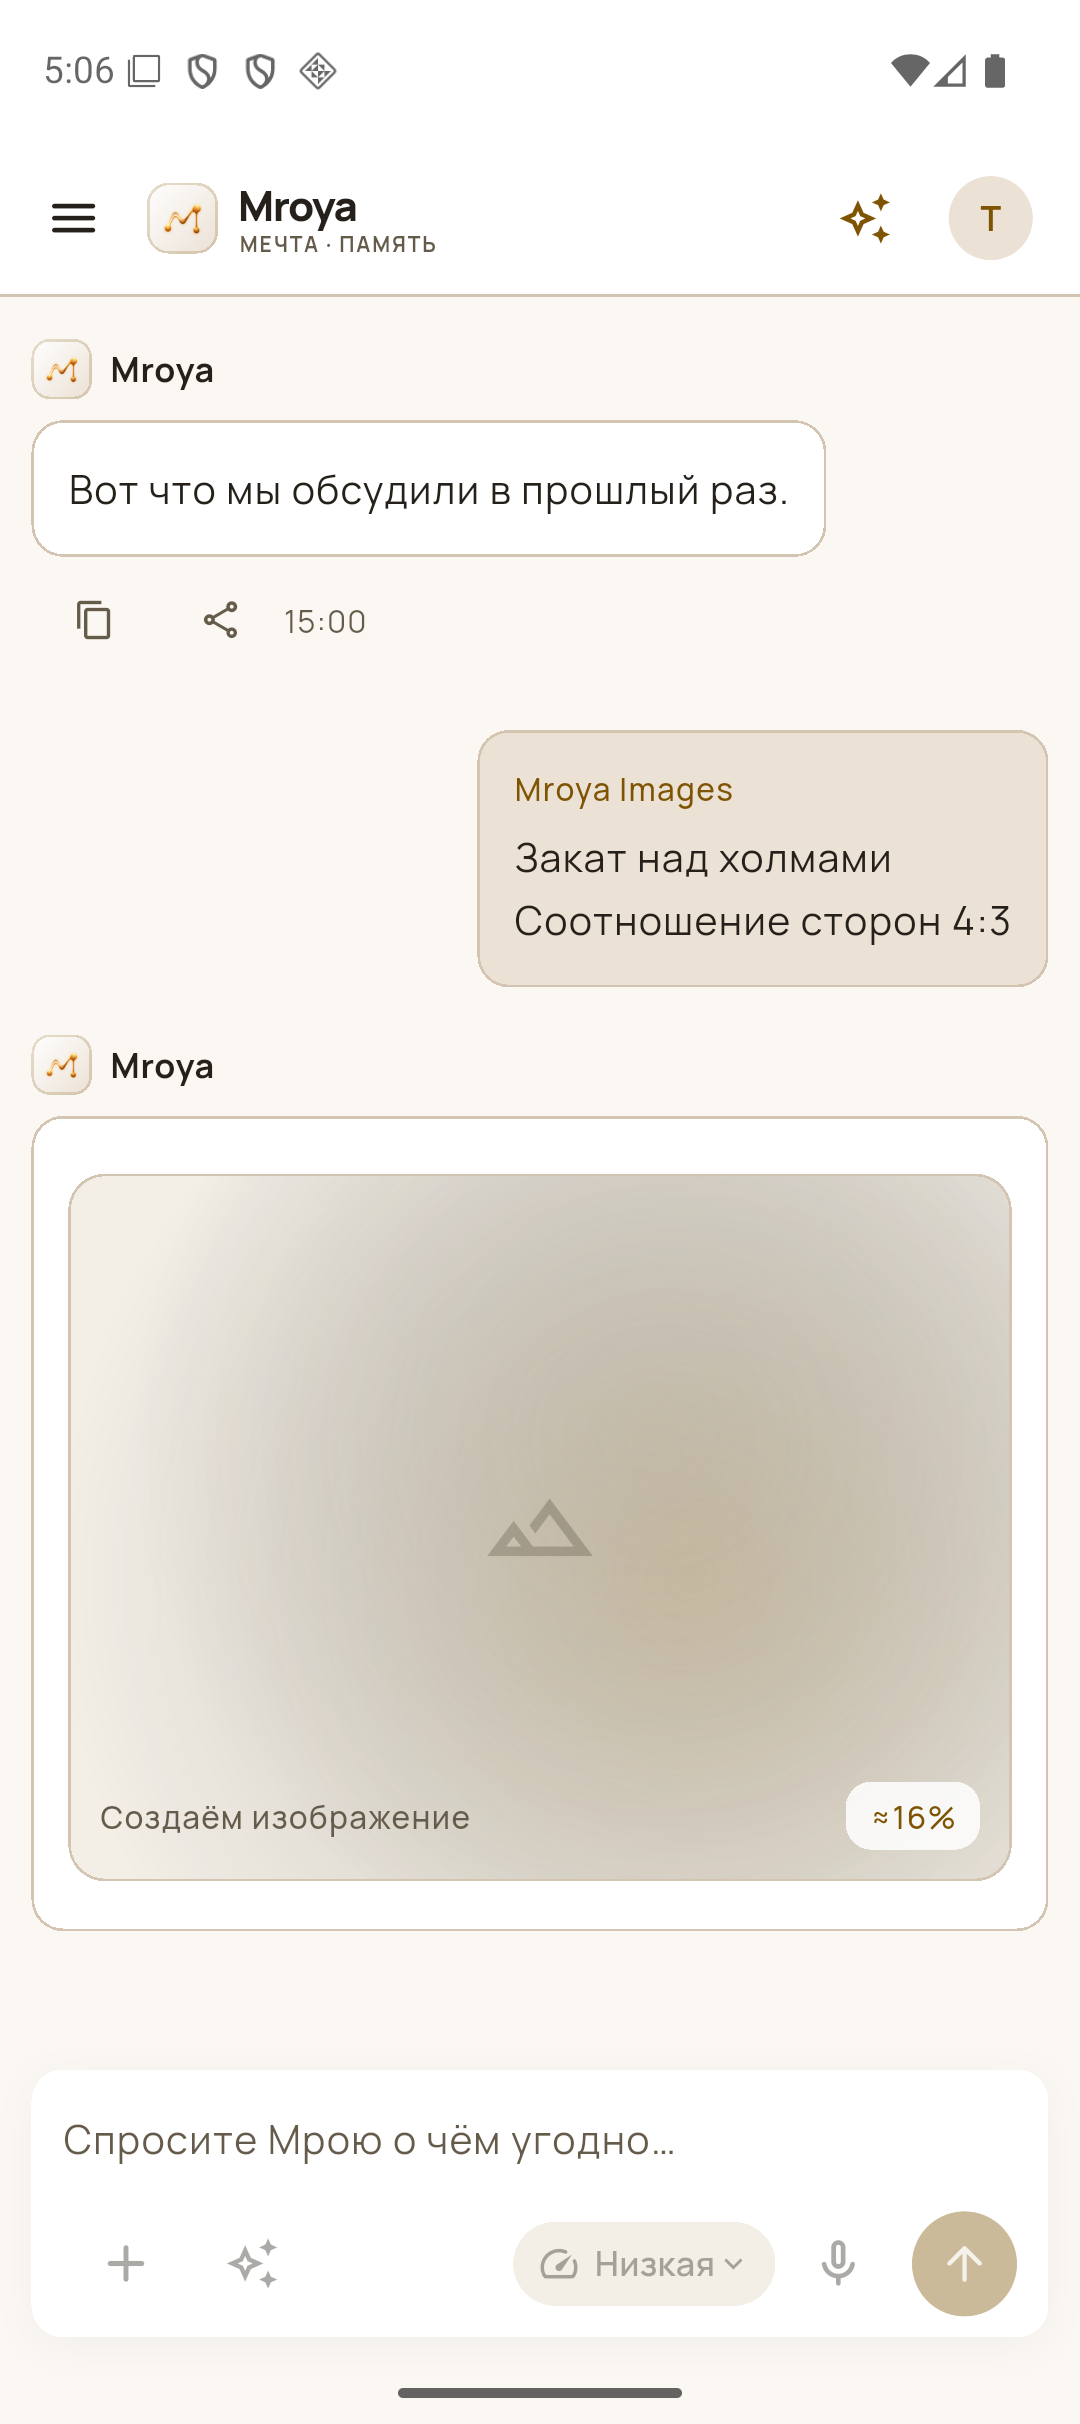 5:06
Mroya
МЕЧТА · ПАМЯТЬ
T
Mroya
Вот что мы обсудили в прошлый раз.
15:00
Mroya Images
Закат над холмами
Соотношение сторон 4:3
Mroya
Создаём изображение
≈16%
Спросите Мрою о чём угодно…
Низкая